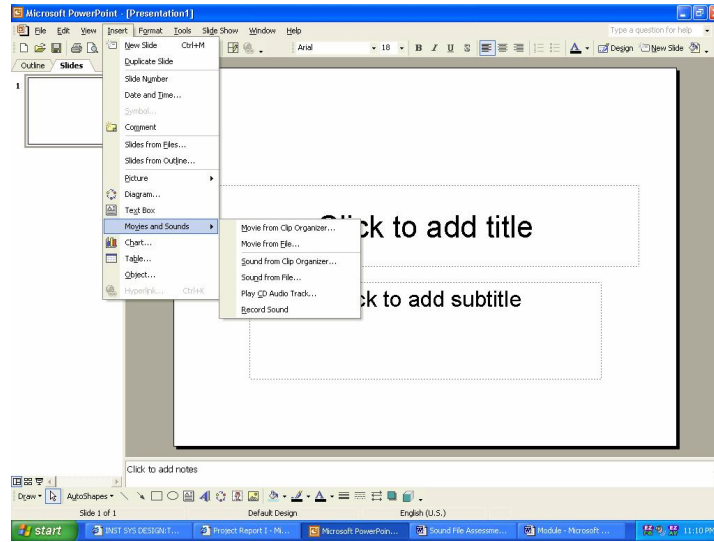 Microsoft PowerPoint - [Presentation1]
File Edit View Insert Format Tools Slide Show Window Help
Type a question for help
Arial 18 B I U S A Design New Slide
Outline Slides
1
New Slide Ctrl+M
Duplicate Slide
Slide Number
Date and Time...
Symbol...
Comment
Slides from Files...
Slides from Outline...
Picture
Diagram...
Text Box
Movies and Sounds
Chart...
Table...
Object...
Hyperlink... Ctrl+K
Movie from Clip Organizer...
Movie from File...
Sound from Clip Organizer...
Sound from File...
Play CD Audio Track...
Record Sound
Click to add title
ck to add subtitle
Click to add notes
Draw AutoShapes
Slide 1 of 1 Default Design English (U.S.)
start INST SYS DESIGN:T... Project Report I - Mi... Microsoft PowerPoin... Sound File Assessme... Module - Microsoft ... 11:10 PM